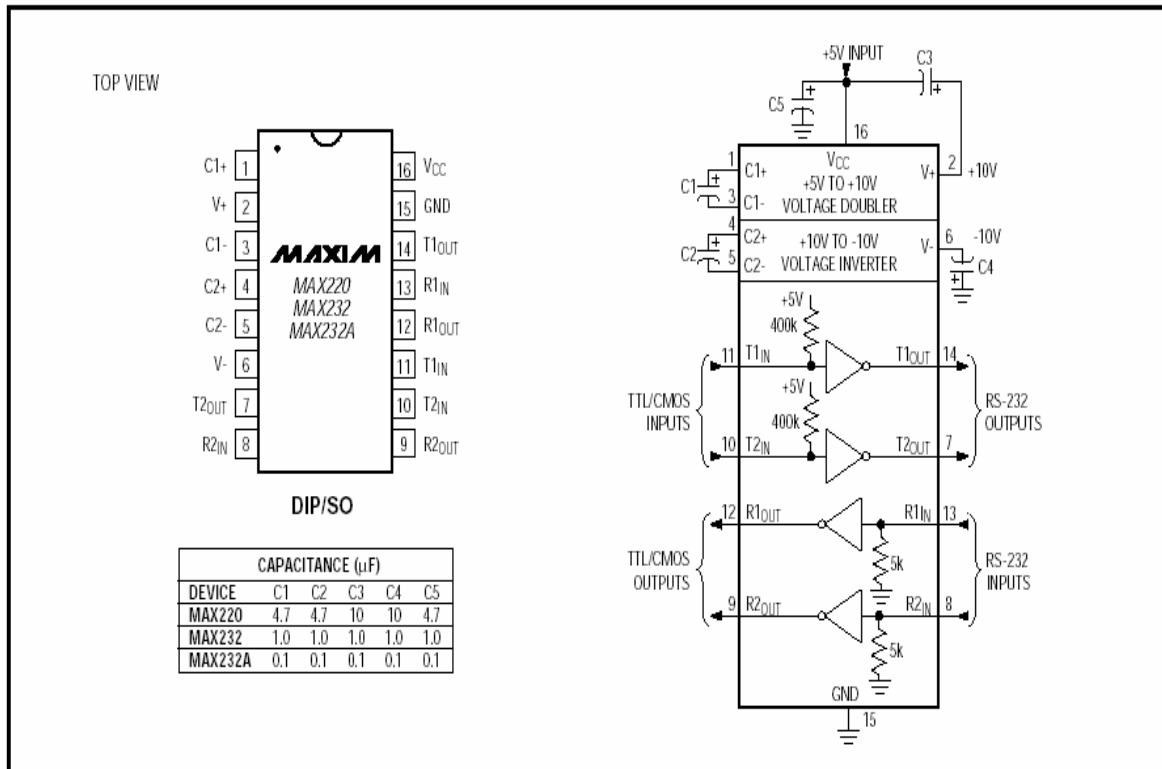 TOP VIEW
C1+ 1
V+ 2
C1- 3
C2+ 4
C2- 5
V- 6
T2OUT 7
R2IN 8
16 VCC
15 GND
14 T1OUT
13 R1IN
12 R1OUT
11 T1IN
10 T2IN
9 R2OUT
MAXIM
MAX220
MAX232
MAX232A
DIP/SO
CAPACITANCE (µF)
DEVICE C1 C2 C3 C4 C5
MAX220 4.7 4.7 10 10 4.7
MAX232 1.0 1.0 1.0 1.0 1.0
MAX232A 0.1 0.1 0.1 0.1 0.1
+5V INPUT
C3
+
C5
+
+
16
1
C1+
VCC
V+
2
+10V
C1
+
3
C1-
+5V TO +10V
VOLTAGE DOUBLER
4
C2+
+10V TO -10V
VOLTAGE INVERTER
V-
6
-10V
C2
+
5
C2-
C4
+
+5V
400k
11
T1IN
T1OUT
14
TTL/CMOS
INPUTS
+5V
400k
RS-232
OUTPUTS
10
T2IN
T2OUT
7
12
R1OUT
R1IN
13
TTL/CMOS
OUTPUTS
5k
RS-232
INPUTS
9
R2OUT
R2IN
8
5k
GND
15